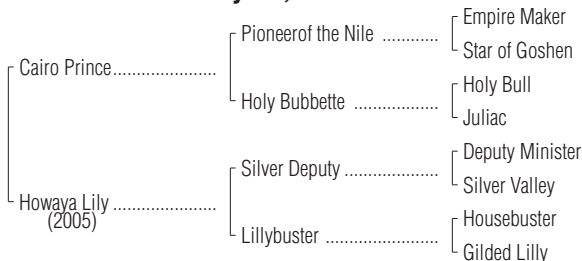 Empire Maker
Pioneerof the Nile ............
Star of Goshen
Cairo Prince......................
Holy Bull
Holy Bubbette ..................
Juliac
Deputy Minister
Silver Deputy ....................
Silver Valley
Howaya Lily ......................
(2005)
Housebuster
Lillybuster ........................
Gilded Lilly